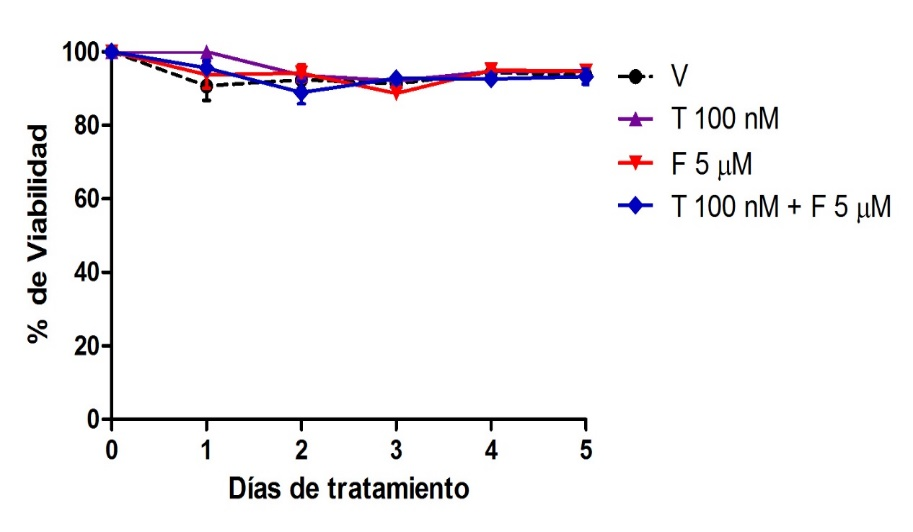 100
80
60
40
20
0
% de Viabilidad
0 1 2 3 4 5
Días de tratamiento
V
T 100 nM
F 5 μM
T 100 nM + F 5 μM